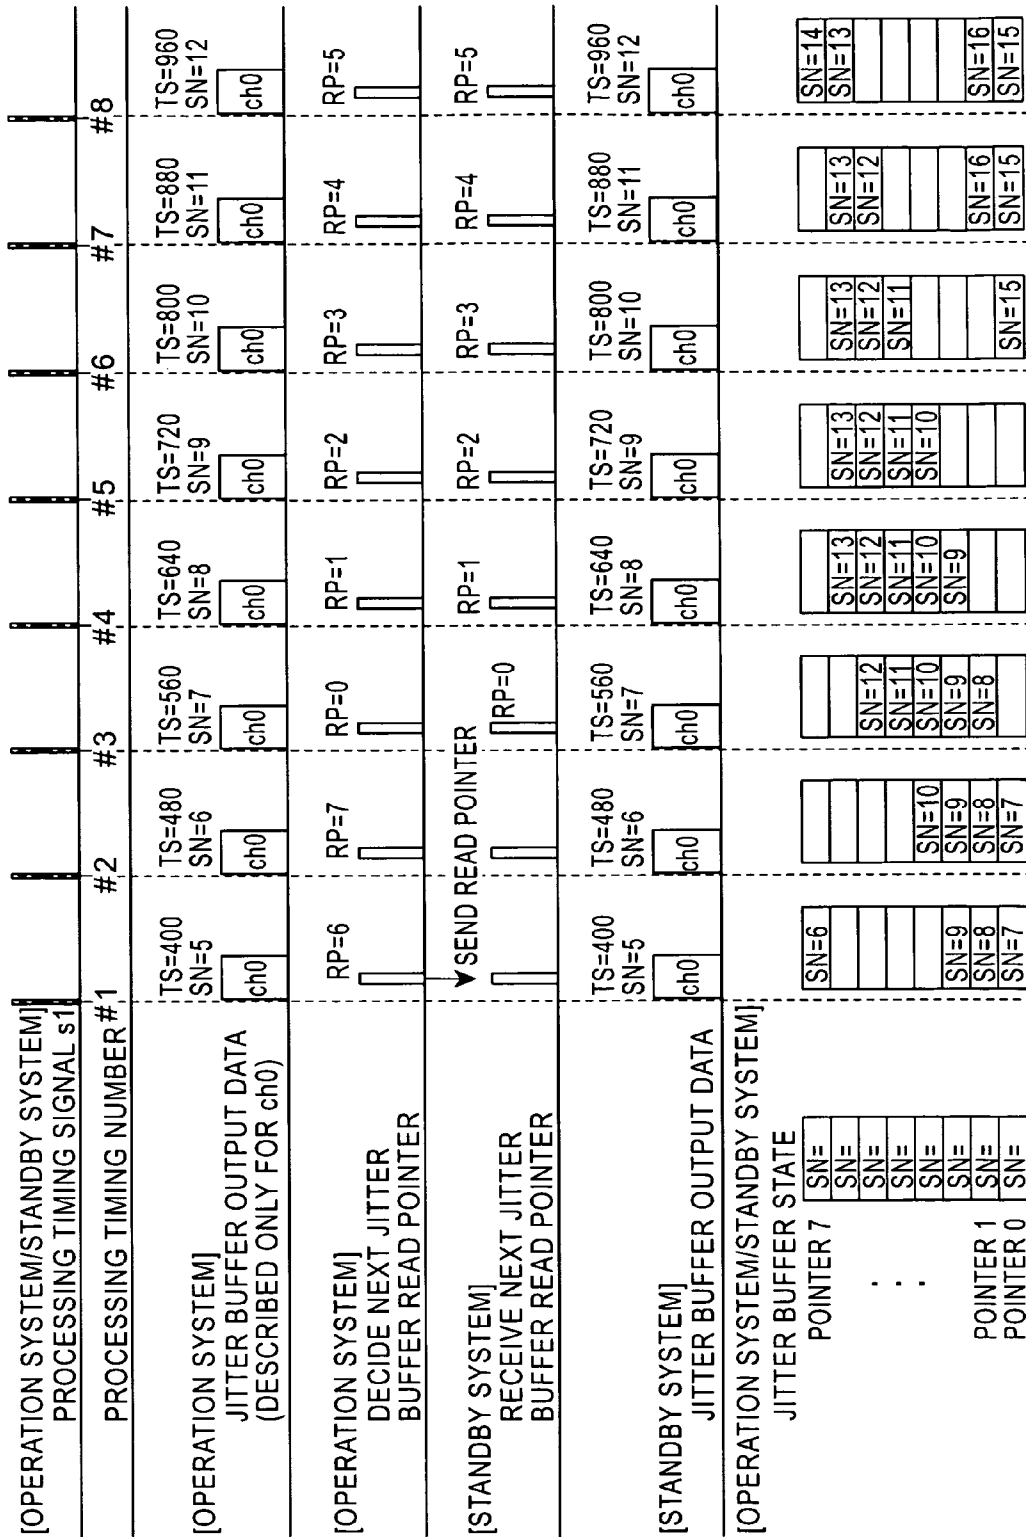 [OPERATION SYSTEM/STANDBY SYSTEM]
PROCESSING TIMING SIGNAL s1
PROCESSING TIMING NUMBER
#1 #2 #3 #4 #5 #6 #7 #8
[OPERATION SYSTEM]
JITTER BUFFER OUTPUT DATA
(DESCRIBED ONLY FOR ch0)
TS=400 TS=480 TS=560 TS=640 TS=720 TS=800 TS=880 TS=960
SN=5 SN=6 SN=7 SN=8 SN=9 SN=10 SN=11 SN=12
ch0 ch0 ch0 ch0 ch0 ch0 ch0 ch0
[OPERATION SYSTEM]
DECIDE NEXT JITTER
BUFFER READ POINTER
RP=6 RP=7 RP=0 RP=1 RP=2 RP=3 RP=4 RP=5
SEND READ POINTER
[STANDBY SYSTEM]
RECEIVE NEXT JITTER
BUFFER READ POINTER
RP=0 RP=1 RP=2 RP=3 RP=4 RP=5
[STANDBY SYSTEM]
JITTER BUFFER OUTPUT DATA
TS=400 TS=480 TS=560 TS=640 TS=720 TS=800 TS=880 TS=960
SN=5 SN=6 SN=7 SN=8 SN=9 SN=10 SN=11 SN=12
ch0 ch0 ch0 ch0 ch0 ch0 ch0 ch0
[OPERATION SYSTEM/STANDBY SYSTEM]
JITTER BUFFER STATE
POINTER 7 SN= SN=6 SN=14
SN= SN=13 SN=13 SN=13 SN=13 SN=13
SN= SN=12 SN=12 SN=12 SN=12 SN=12
SN= SN=11 SN=11 SN=11 SN=11
. . . SN= SN=10 SN=10 SN=10 SN=10
SN= SN=9 SN=9 SN=9 SN=9
POINTER 1 SN= SN=8 SN=8 SN=8 SN=16 SN=16
POINTER 0 SN= SN=7 SN=7 SN=15 SN=15 SN=15